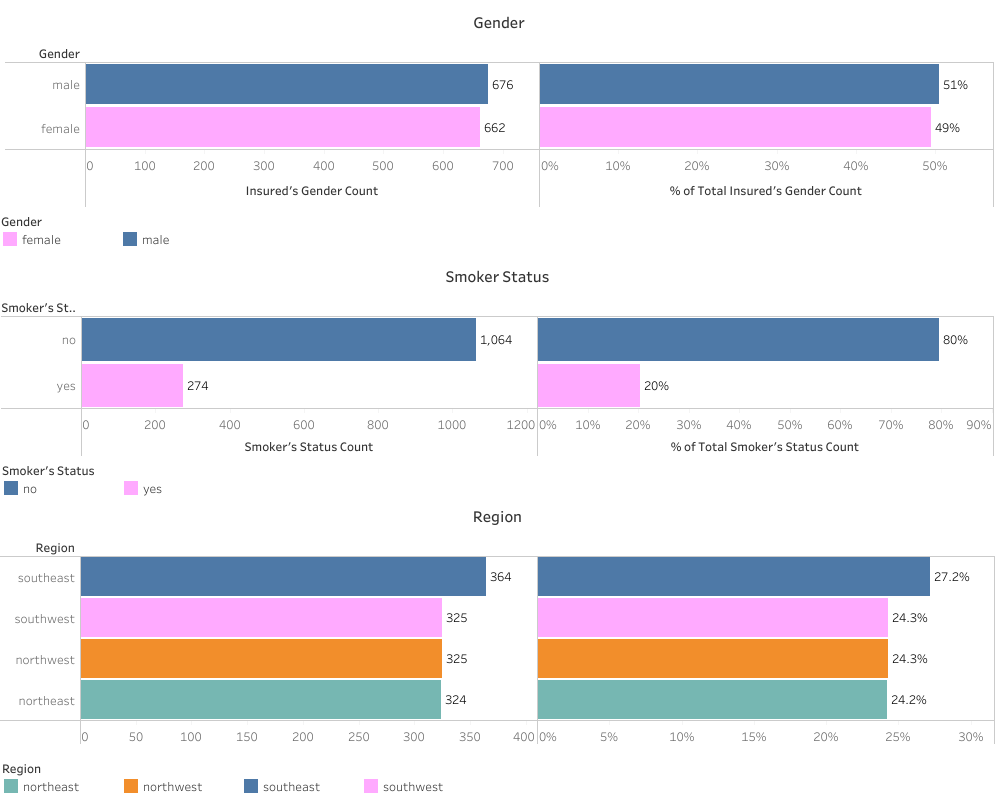 Gender
Gender
male 676 51%
female 662 49%
0 100 200 300 400 500 600 700 0% 10% 20% 30% 40% 50%
Insured's Gender Count % of Total Insured's Gender Count
Gender
female male
Smoker Status
Smoker's St..
no 1,064 80%
yes 274 20%
0 200 400 600 800 1000 1200 0% 10% 20% 30% 40% 50% 60% 70% 80% 90%
Smoker's Status Count % of Total Smoker's Status Count
Smoker's Status
no yes
Region
Region
southeast 364 27.2%
southwest 325 24.3%
northwest 325 24.3%
northeast 324 24.2%
0 50 100 150 200 250 300 350 400 0% 5% 10% 15% 20% 25% 30%
Region
northeast northwest southeast southwest